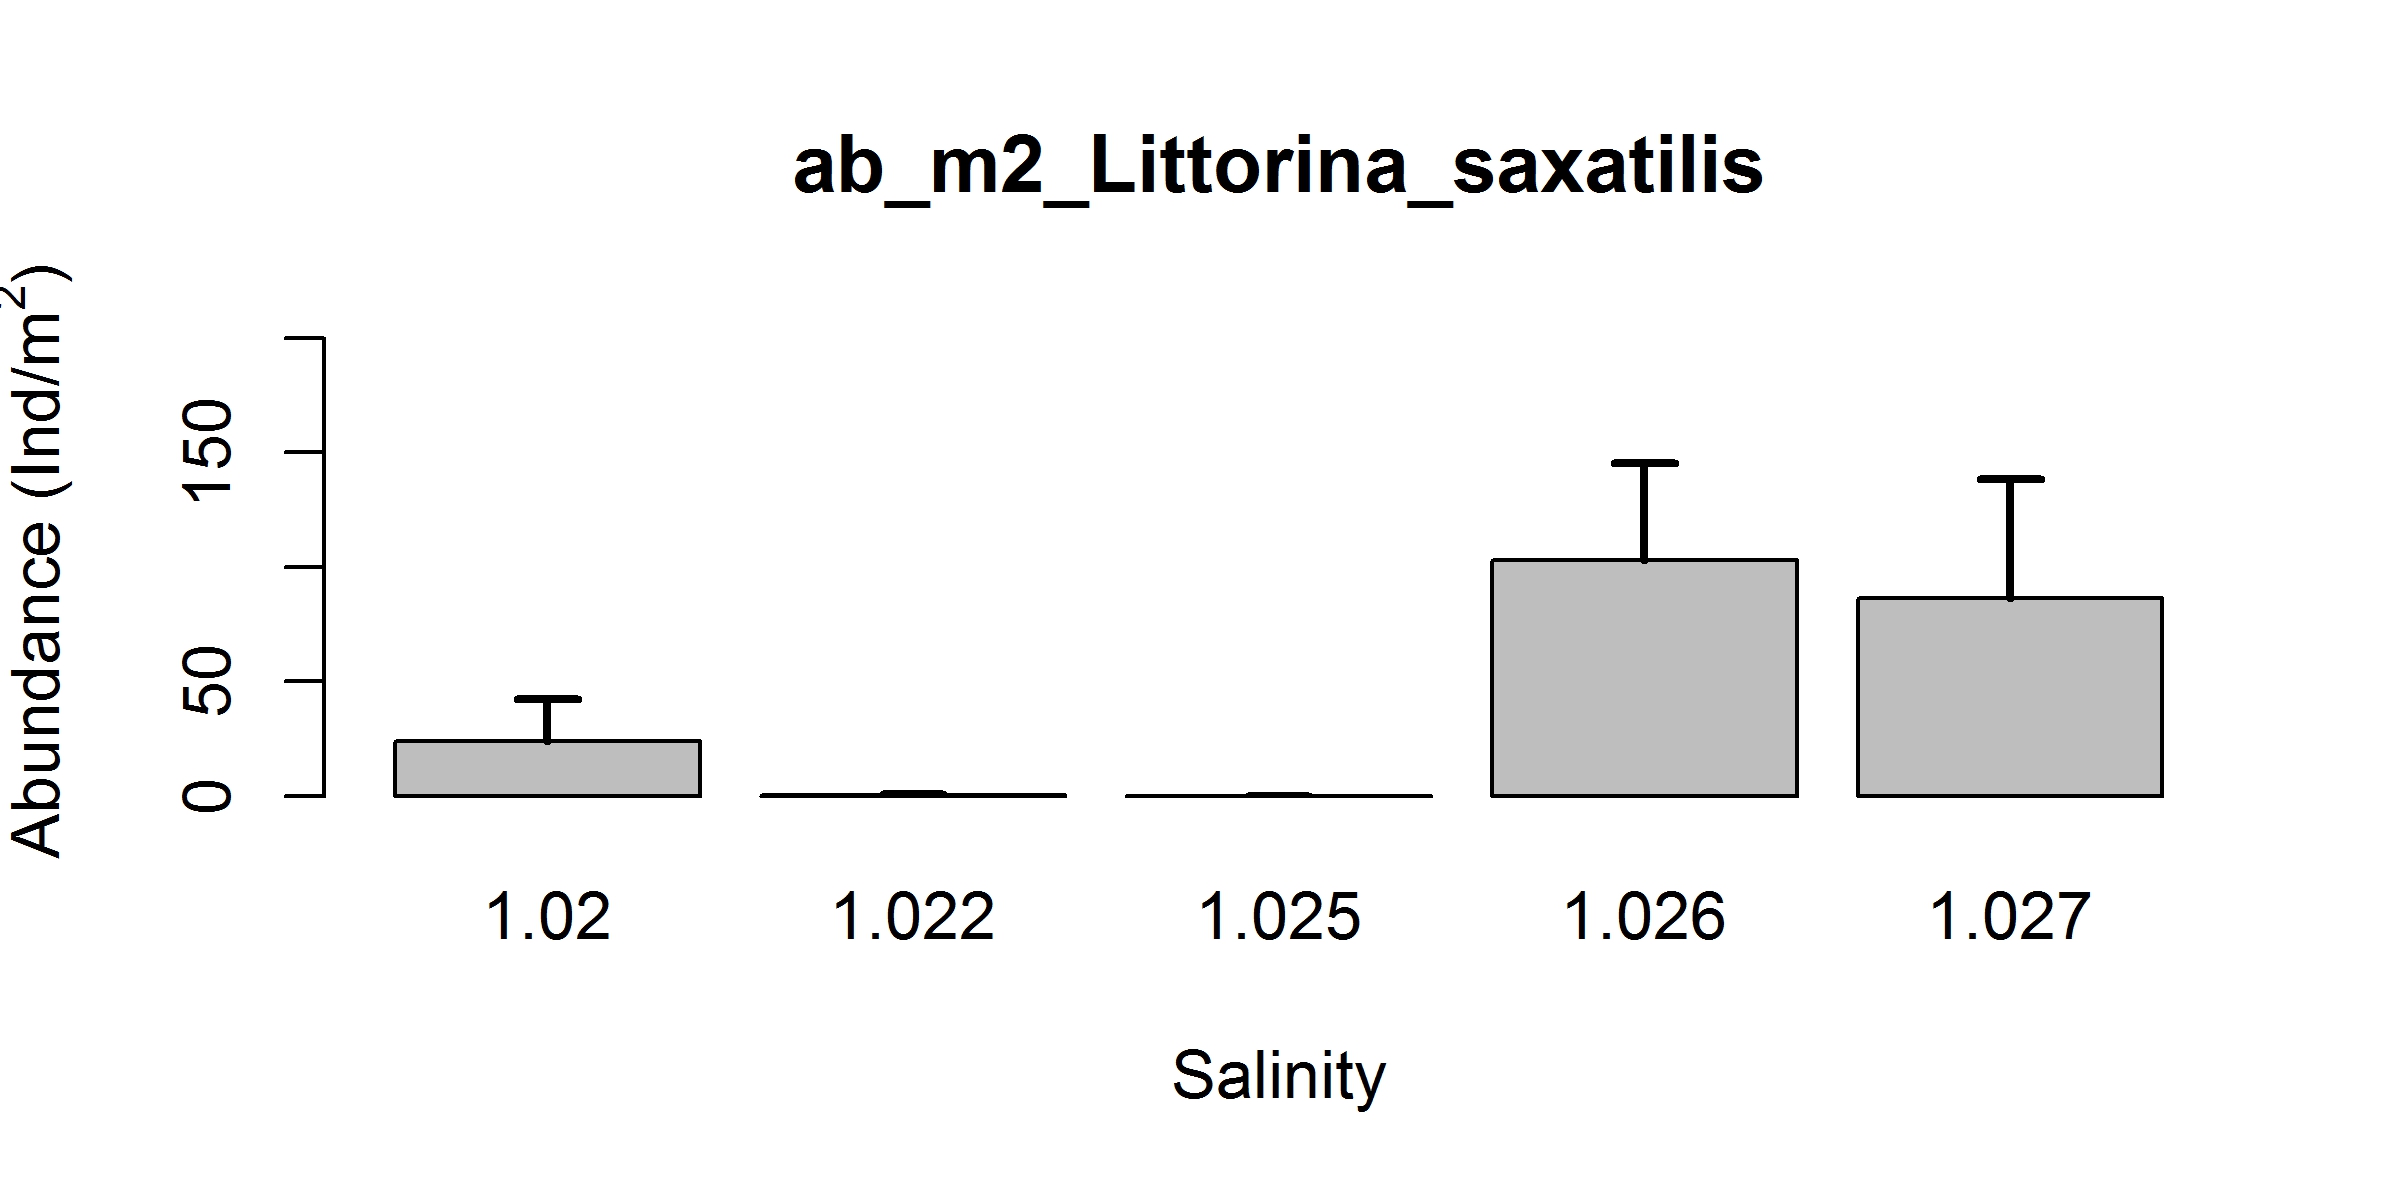 ab_m2_Littorina_saxatilis
Abundance (Ind/m²)
150
50
0
1.02 1.022 1.025 1.026 1.027
Salinity